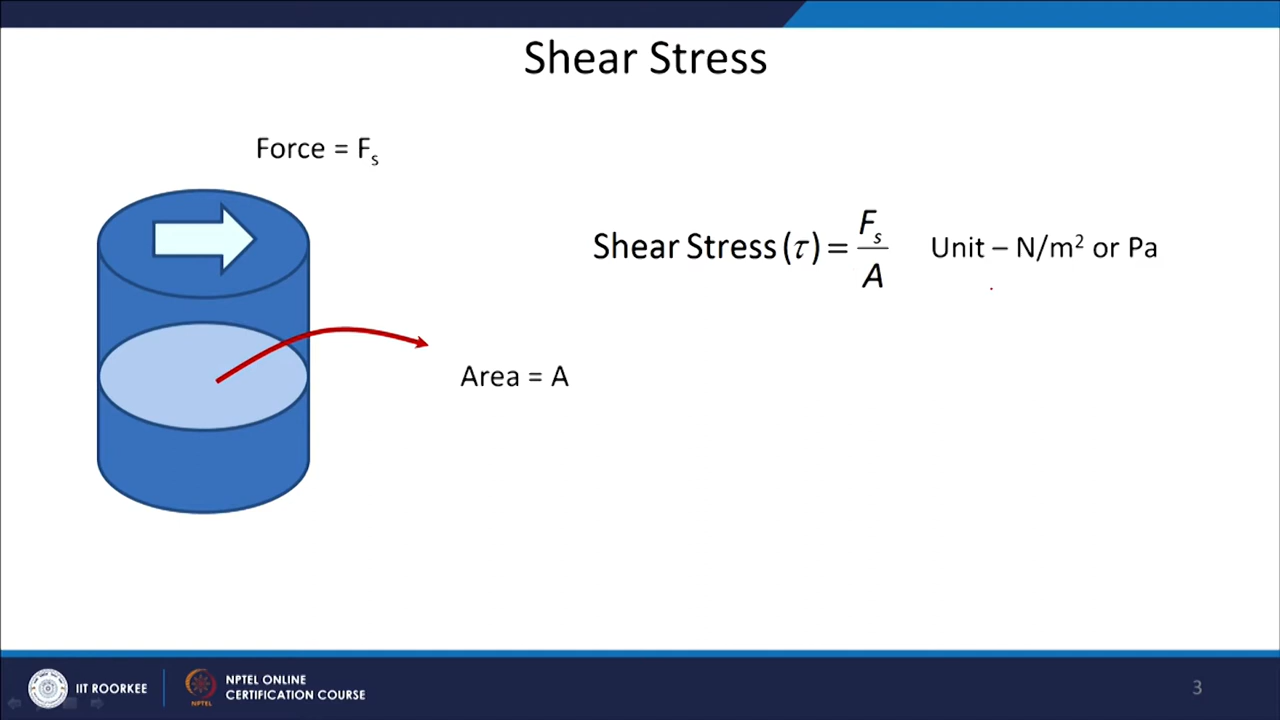 Shear Stress
Force = Fₛ
Shear Stress (τ) = Fₛ / A Unit – N/m² or Pa
Area = A
IIT ROORKEE
NPTEL ONLINE
CERTIFICATION COURSE
NPTEL
3